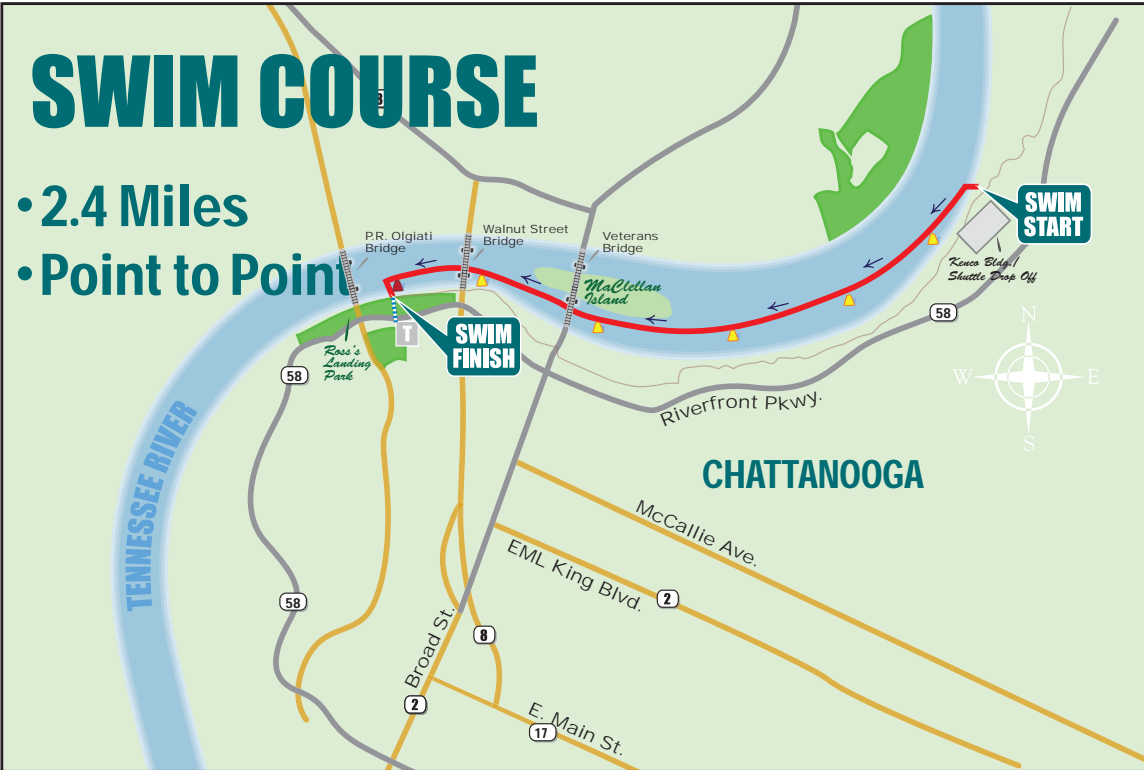 SWIM COURSE
8
• 2.4 Miles
• Point to Point
P.R. Olgiati
Bridge
Walnut Street
Bridge
Veterans
Bridge
MaClellan
Island
SWIM
START
Kenco Bldg./
Shuttle Drop Off
58
N
W
E
S
SWIM
FINISH
T
Ross's
Landing
Park
58
Riverfront Pkwy.
TENNESSEE RIVER
CHATTANOOGA
McCallie Ave.
EML King Blvd.
2
58
Broad St.
8
2
E. Main St.
17